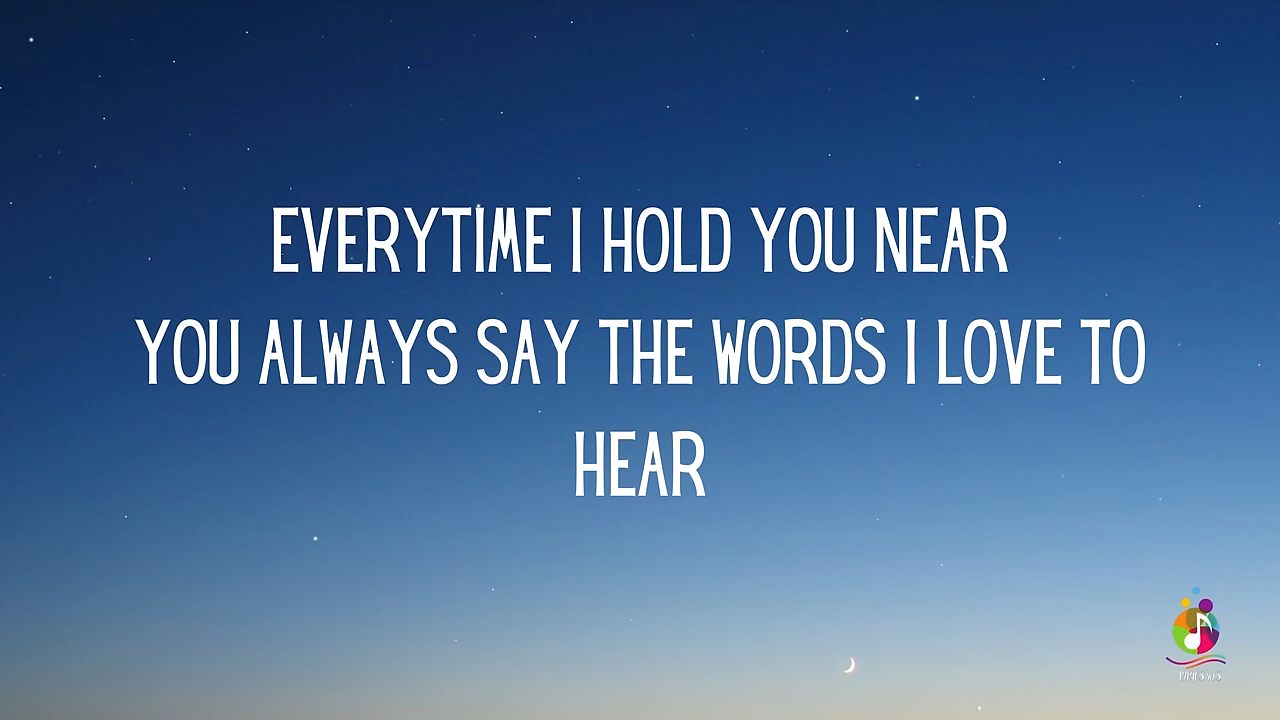 EVERYTIME I HOLD YOU NEAR
YOU ALWAYS SAY THE WORDS I LOVE TO
HEAR